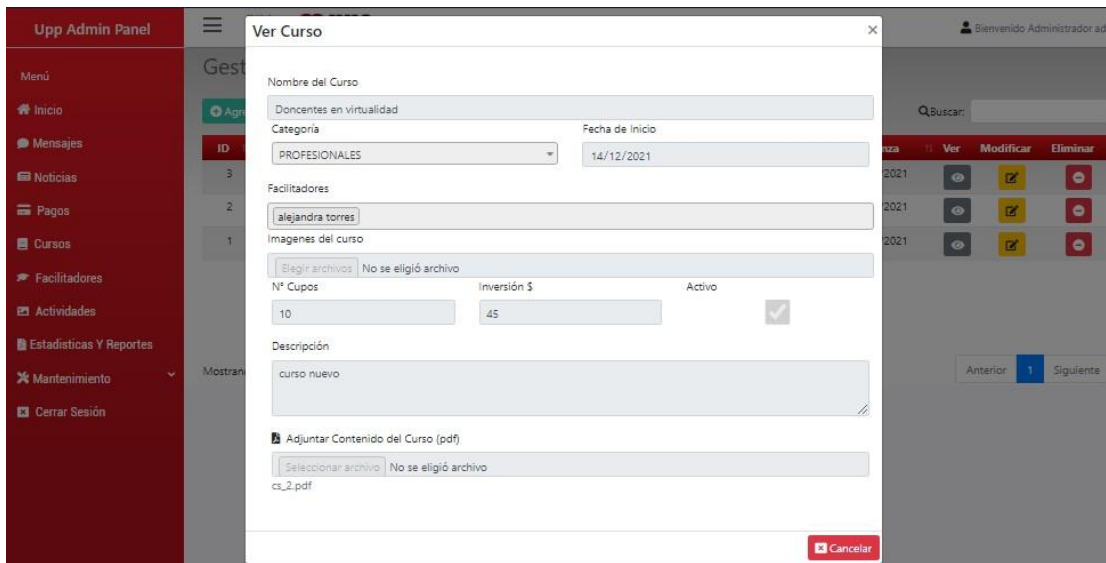 Upp Admin Panel
Ver Curso
×
Bienvenido Administrador ad
Menú
Gest
Nombre del Curso
Inicio
Agre
Doncentes en virtualidad
Buscar:
Categoría Fecha de Inicio
Mensajes
ID
PROFESIONALES 14/12/2021
nza Ver Modificar Eliminar
Noticias
3
Facilitadores
/2021
Pagos
2
alejandra torres
/2021
Cursos
1
Imagenes del curso
/2021
Elegir archivos No se eligió archivo
Facilitadores
N° Cupos Inversión $ Activo
Actividades
10 45
Estadisticas Y Reportes
Descripción
Mantenimiento
Mostran
curso nuevo
Anterior 1 Siguiente
Cerrar Sesión
Adjuntar Contenido del Curso (pdf)
Seleccionar archivo No se eligió archivo
cs_2.pdf
Cancelar